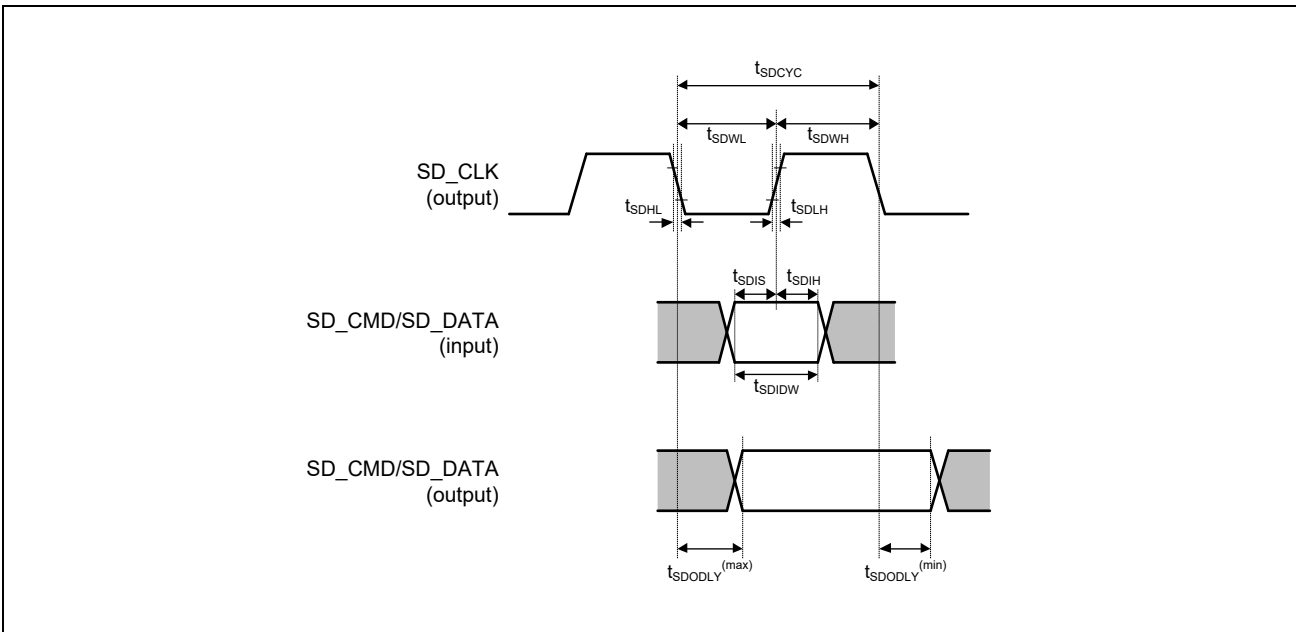 tSDCYC
tSDWL tSDWH
SD_CLK
(output)
tSDHL tSDLH
tSDIS tSDIH
SD_CMD/SD_DATA
(input)
tSDIDW
SD_CMD/SD_DATA
(output)
tSDODLY(max) tSDODLY(min)